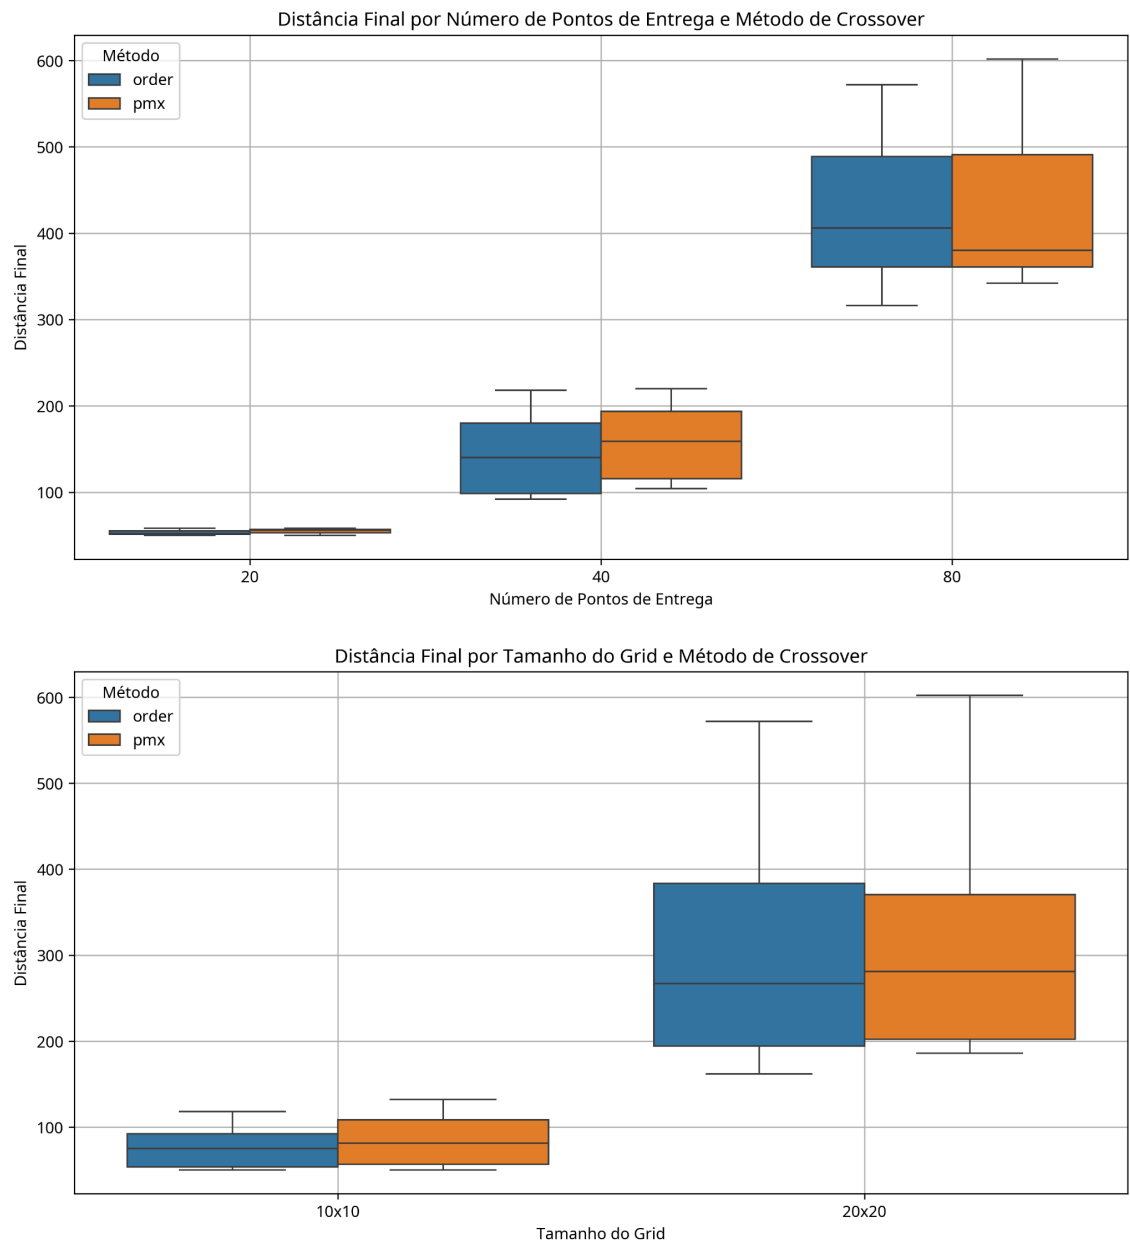 Distância Final por Número de Pontos de Entrega e Método de Crossover
Método
order
pmx
600
500
400
300
200
100
Distância Final
20
40
80
Número de Pontos de Entrega
Distância Final por Tamanho do Grid e Método de Crossover
Método
order
pmx
600
500
400
300
200
100
Distância Final
10x10
20x20
Tamanho do Grid